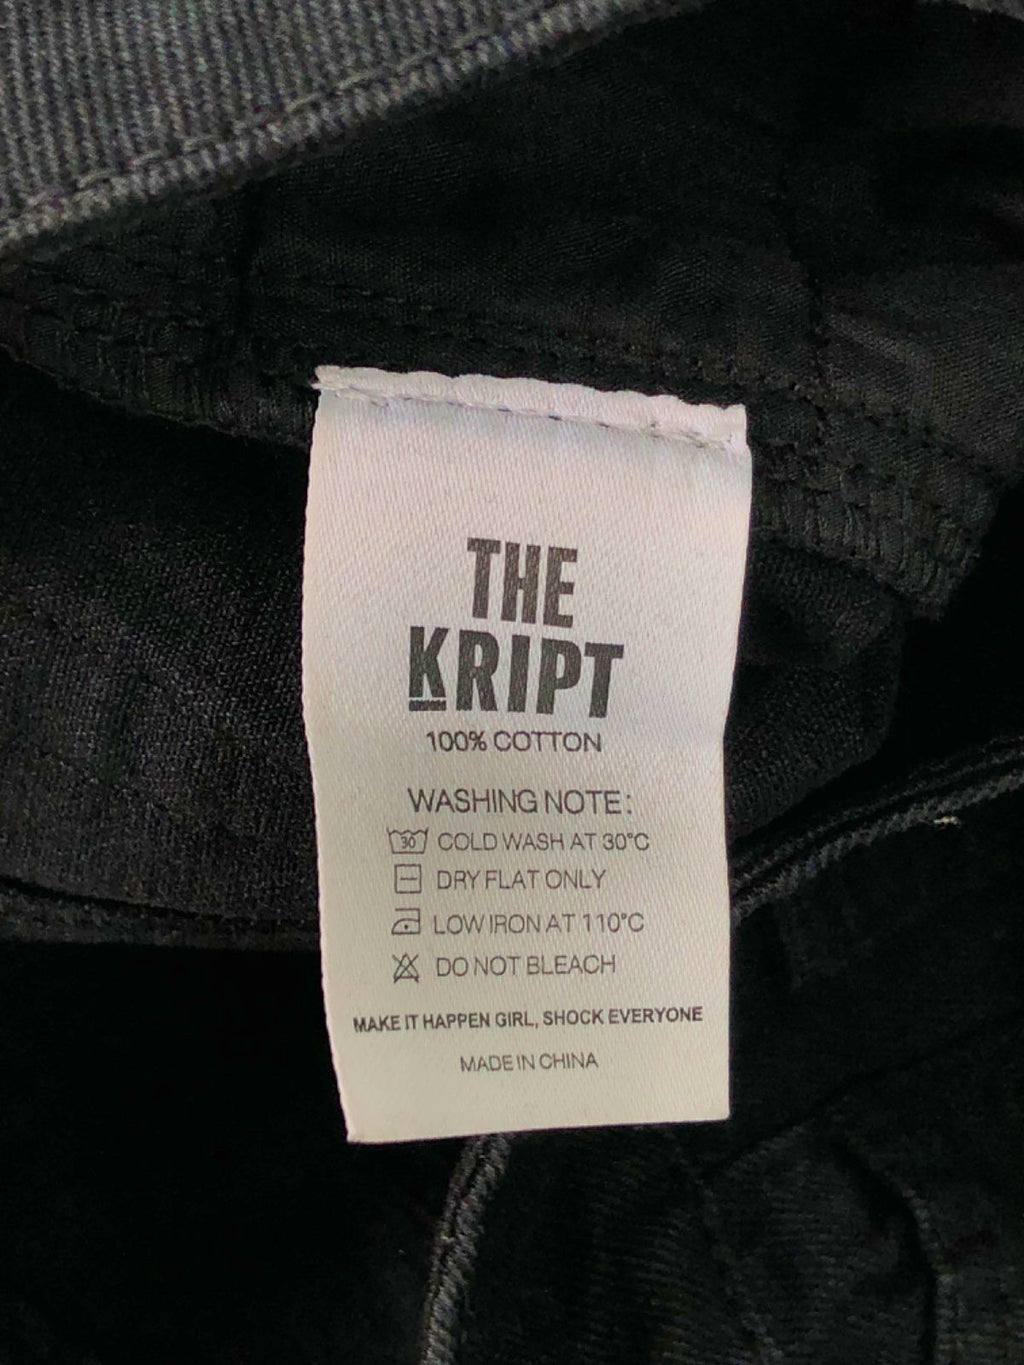 THE
KRIPT
100% COTTON
WASHING NOTE:
30 COLD WASH AT 30°C
DRY FLAT ONLY
LOW IRON AT 110°C
DO NOT BLEACH
MAKE IT HAPPEN GIRL, SHOCK EVERYONE
MADE IN CHINA